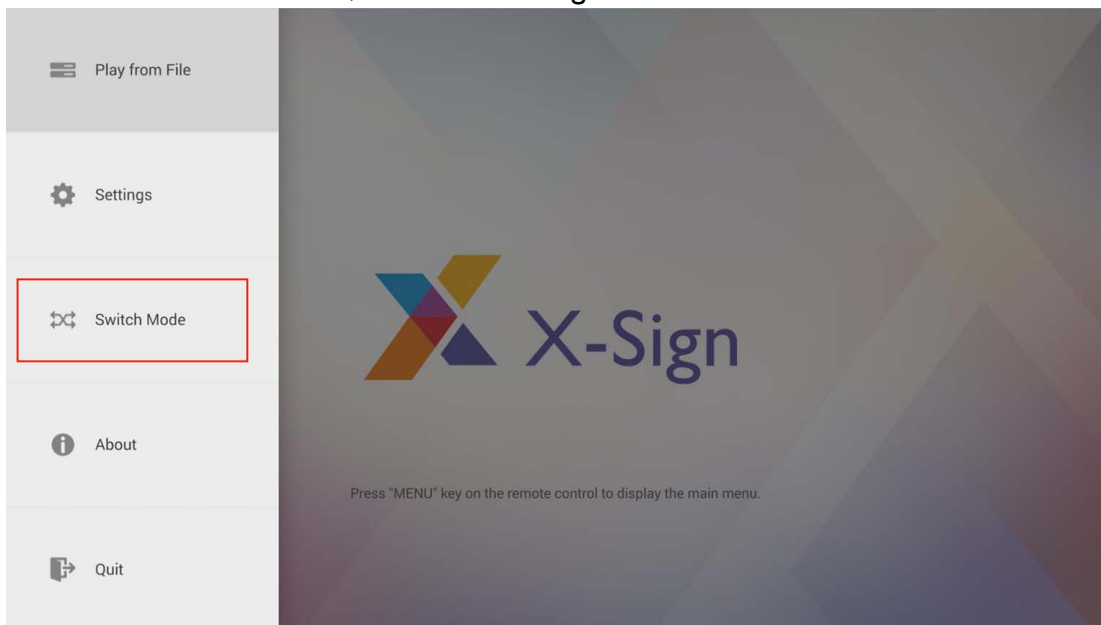 Play from File
Settings
Switch Mode
About
Quit
X-Sign
Press "MENU" key on the remote control to display the main menu.